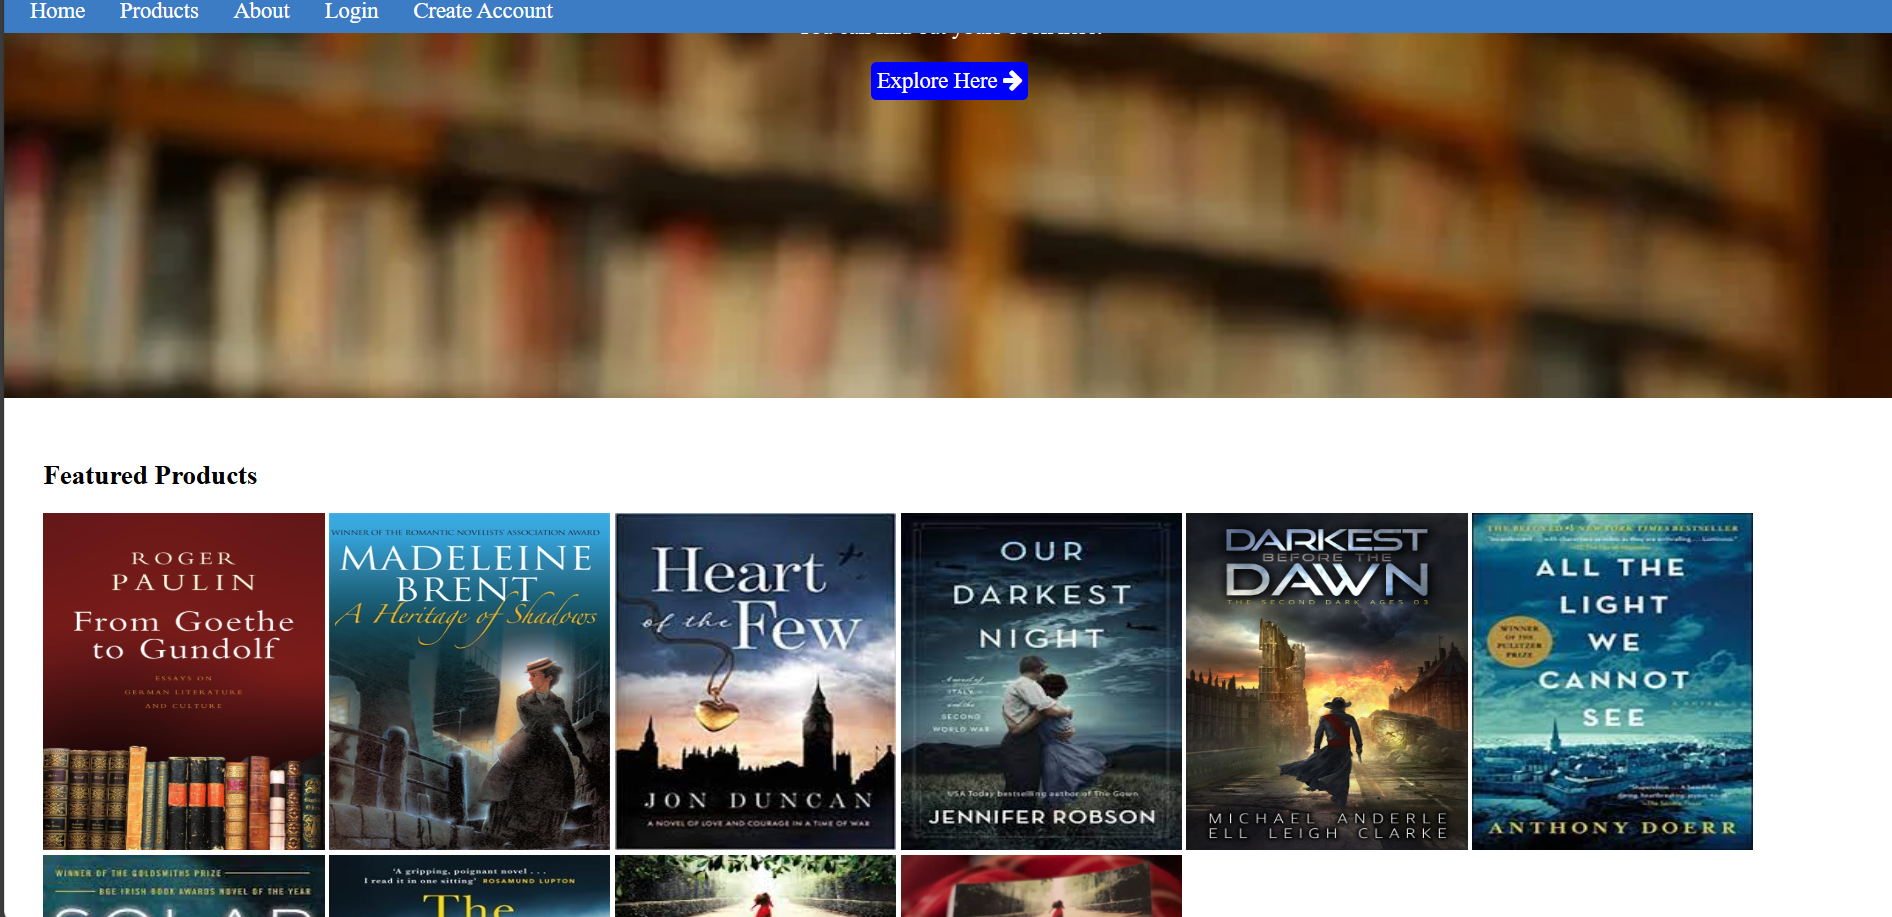 Home Products About Login Create Account
Explore Here
Featured Products
ROGER
PAULIN
From Goethe
to Gundolf
ESSAYS ON
GERMAN LITERATURE
AND CULTURE
WINNER OF THE ROMANTIC NOVELISTS' ASSOCIATION AWARD
MADELEINE
BRENT
A Heritage of Shadows
Heart
of the Few
JON DUNCAN
A NOVEL OF LOVE AND COURAGE IN A TIME OF WAR
OUR
DARKEST
NIGHT
A novel of
ITALY
and the
SECOND
WORLD WAR
USA Today bestselling author of The Gown
JENNIFER ROBSON
DARKEST
BEFORE THE
DAWN
THE SECOND DARK AGES 03
MICHAEL ANDERLE
ELL LEIGH CLARKE
THE BELOVED #1 NEW YORK TIMES BESTSELLER
ALL THE
LIGHT
WE
CANNOT
SEE
WINNER
OF THE
PULITZER
PRIZE
ANTHONY DOERR
WINNER OF THE GOLDSMITHS PRIZE
BGE IRISH BOOK AWARDS NOVEL OF THE YEAR
SOLAR
'A gripping, poignant novel . . .
I read it in one sitting' ROSAMUND LUPTON
The